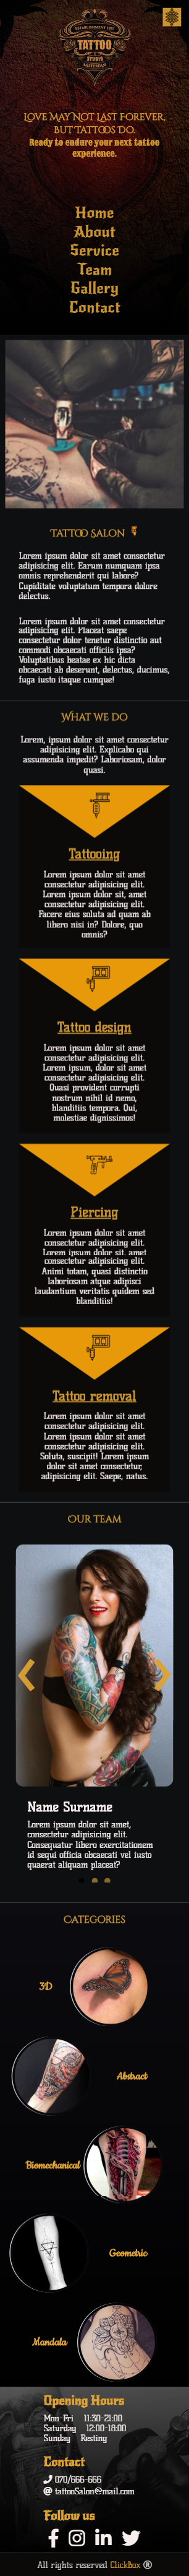 ESTABLISHMENT 1985
TATTOO
STUDIO
AMSTERDAM
Love May Not Last Forever,
But Tattoos Do.
Ready to endure your next tattoo
experience.
Home
About
Service
Team
Gallery
Contact
Tattoo Salon
Lorem ipsum dolor sit amet consectetur
adipisicing elit. Earum numquam ipsa
omnis reprehenderit qui labore?
Cupiditate voluptatum tempora dolore
delectus.
Lorem ipsum dolor sit amet consectetur
adipisicing elit. Placeat saepe
consectetur dolor tenetur distinctio aut
commodi obcaecati officiis ipsa?
Voluptatibus beatae ex hic dicta
obcaecati ab deserunt, delectus, ducimus,
fuga iusto itaque cumque!
What we do
Lorem, ipsum dolor sit amet consectetur
adipisicing elit. Explicabo qui
assumenda impedit? Laboriosam, dolor
quasi.
Tattooing
Lorem ipsum dolor sit amet
consectetur adipisicing elit.
Lorem ipsum dolor sit, amet
consectetur adipisicing elit.
Facere eius soluta ad quam ab
libero nisi in? Dolore, quo
omnis?
Tattoo design
Lorem ipsum dolor sit amet
consectetur adipisicing elit.
Lorem ipsum, dolor sit amet
consectetur adipisicing elit.
Quasi provident corrupti
nostrum nihil id nemo,
blanditiis tempora. Qui,
molestiae dignissimos!
Piercing
Lorem ipsum dolor sit amet
consectetur adipisicing elit.
Lorem ipsum dolor sit, amet
consectetur adipisicing elit.
Animi totam, quasi distinctio
laboriosam atque adipisci
laudantium veritatis quidem sed
blanditiis!
Tattoo removal
Lorem ipsum dolor sit amet
consectetur adipisicing elit.
Lorem ipsum dolor sit amet
consectetur adipisicing elit.
Soluta, suscipit! Lorem ipsum
dolor sit amet consectetur,
adipisicing elit. Saepe, natus.
Our team
Name Surname
Lorem ipsum dolor sit amet,
consectetur adipisicing elit.
Consequatur libero exercitationem
id sequi officia obcaecati vel iusto
quaerat aliquam placeat?
Categories
3D
Abstract
Biomechanical
Geometric
Mandala
Opening Hours
Mon-Fri 11:30-21:00
Saturday 12:00-18:00
Sunday Resting
Contact
070/666-666
tattooSalon@mail.com
Follow us
All rights reserved ClickBox ®